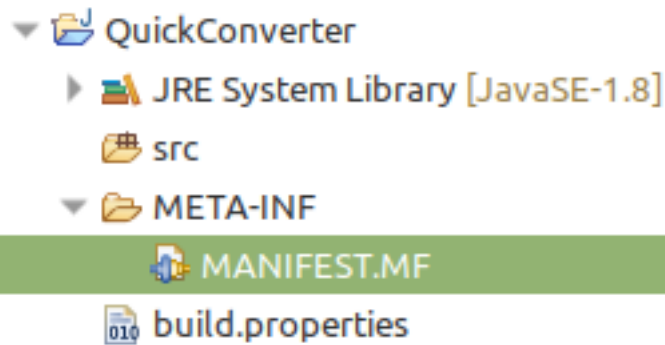 QuickConverter
JRE System Library [JavaSE-1.8]
src
META-INF
MANIFEST.MF
build.properties